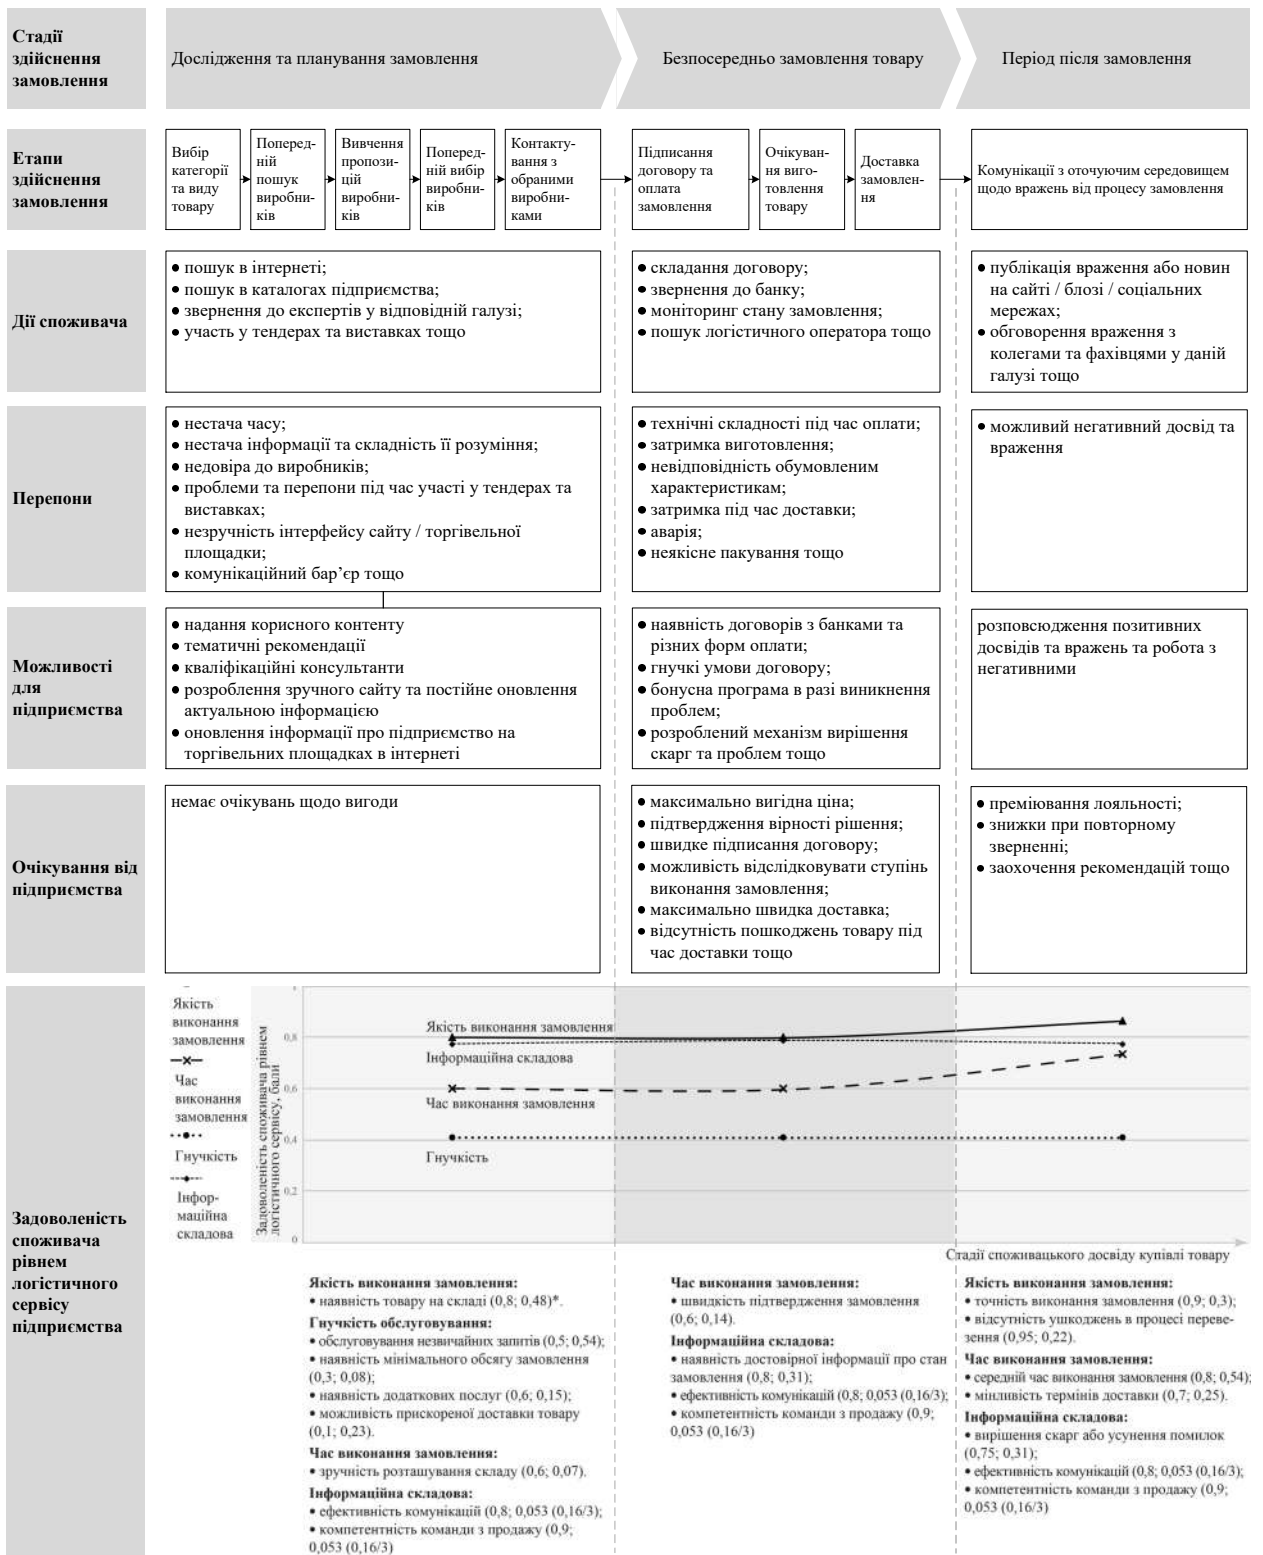 Стадії
здійснення
замовлення
Дослідження та планування замовлення
Безпосередньо замовлення товару
Період після замовлення
Етапи
здійснення
замовлення
Вибір
категорії
та виду
товару
Поперед-
ній
пошук
виробни-
ків
Вивчення
пропози-
цій
виробни-
ків
Поперед-
ній вибір
виробни-
ків
Контакту-
вання з
обраними
виробни-
ками
Підписання
договору та
оплата
замовлення
Очікуван-
ня виго-
товлення
товару
Доставка
замовлен-
ня
Комунікації з оточуючим середовищем
щодо вражень від процесу замовлення
Дії споживача
● пошук в інтернеті;
● пошук в каталогах підприємства;
● звернення до експертів у відповідній галузі;
● участь у тендерах та виставках тощо
● складання договору;
● звернення до банку;
● моніторинг стану замовлення;
● пошук логістичного оператора тощо
● публікація враження або новин
на сайті / блозі / соціальних
мережах;
● обговорення враження з
колегами та фахівцями у даній
галузі тощо
Перепони
● нестача часу;
● нестача інформації та складність її розуміння;
● недовіра до виробників;
● проблеми та перепони під час участі у тендерах та
виставках;
● незручність інтерфейсу сайту / торгівельної
площадки;
● комунікаційний бар’єр тощо
● технічні складності під час оплати;
● затримка виготовлення;
● невідповідність обумовленим
характеристикам;
● затримка під час доставки;
● аварія;
● неякісне пакування тощо
● можливий негативний досвід та
враження
Можливості
для
підприємства
● надання корисного контенту
● тематичні рекомендації
● кваліфікаційні консультанти
● розроблення зручного сайту та постійне оновлення
актуальною інформацією
● оновлення інформації про підприємство на
торгівельних площадках в інтернеті
● наявність договорів з банками та
різних форм оплати;
● гнучкі умови договору;
● бонусна програма в разі виникнення
проблем;
● розроблений механізм вирішення
скарг та проблем тощо
розповсюдження позитивних
досвідів та вражень та робота з
негативними
Очікування від
підприємства
немає очікувань щодо вигоди
● максимально вигідна ціна;
● підтвердження вірності рішення;
● швидке підписання договору;
● можливість відслідковувати ступінь
виконання замовлення;
● максимально швидка доставка;
● відсутність пошкоджень товару під
час доставки тощо
● преміювання лояльності;
● знижки при повторному
зверненні;
● заохочення рекомендацій тощо
Задоволеність
споживача
рівнем
логістичного
сервісу
підприємства
Якість
виконання
замовлення
Час
виконання
замовлення
Гнучкість
Інфор-
маційна
складова
Задоволеність споживача рівнем
логістичного сервісу, бали
0,8
0,6
0,4
0,2
0
Якість виконання замовлення
Інформаційна складова
Час виконання замовлення
Гнучкість
Стадії споживацького досвіду купівлі товару
Якість виконання замовлення:
• наявність товару на складі (0,8; 0,48)*.
Гнучкість обслуговування:
• обслуговування незвичайних запитів (0,5; 0,54);
• наявність мінімального обсягу замовлення
(0,3; 0,08);
• наявність додаткових послуг (0,6; 0,15);
• можливість прискореної доставки товару
(0,1; 0,23).
Час виконання замовлення:
• зручність розташування складу (0,6; 0,07).
Інформаційна складова:
• ефективність комунікацій (0,8; 0,053 (0,16/3);
• компетентність команди з продажу (0,9;
0,053 (0,16/3)
Час виконання замовлення:
• швидкість підтвердження замовлення
(0,6; 0,14).
Інформаційна складова:
• наявність достовірної інформації про стан
замовлення (0,8; 0,31);
• ефективність комунікацій (0,8; 0,053 (0,16/3);
• компетентність команди з продажу (0,9;
0,053 (0,16/3)
Якість виконання замовлення:
• точність виконання замовлення (0,9; 0,3);
• відсутність ушкоджень в процесі переве-
зення (0,95; 0,22).
Час виконання замовлення:
• середній час виконання замовлення (0,8; 0,54);
• мінливість термінів доставки (0,7; 0,25).
Інформаційна складова:
• вирішення скарг або усунення помилок
(0,75; 0,31);
• ефективність комунікацій (0,8; 0,053 (0,16/3);
• компетентність команди з продажу (0,9;
0,053 (0,16/3)